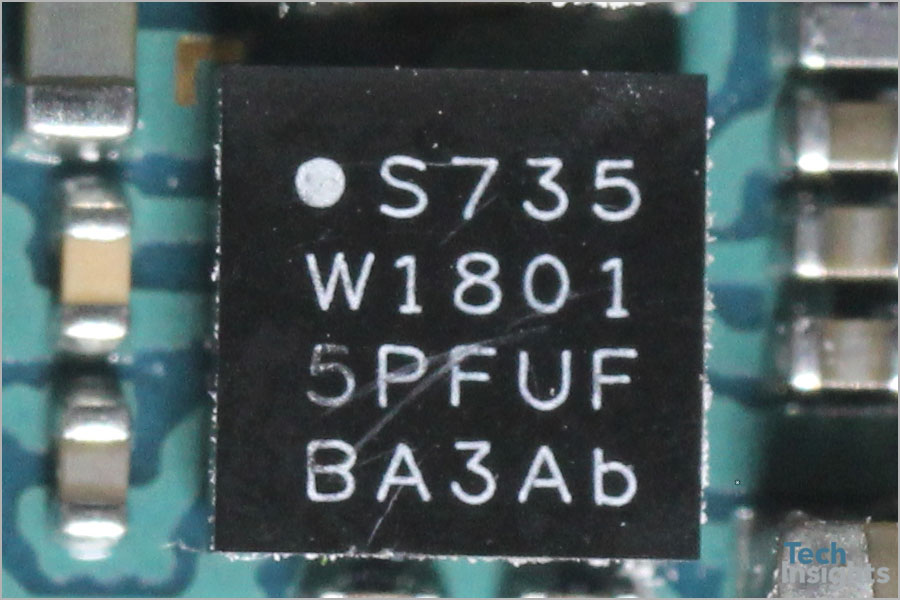 S735
W1801
5PFUF
BA3Ab
Tech
Insights